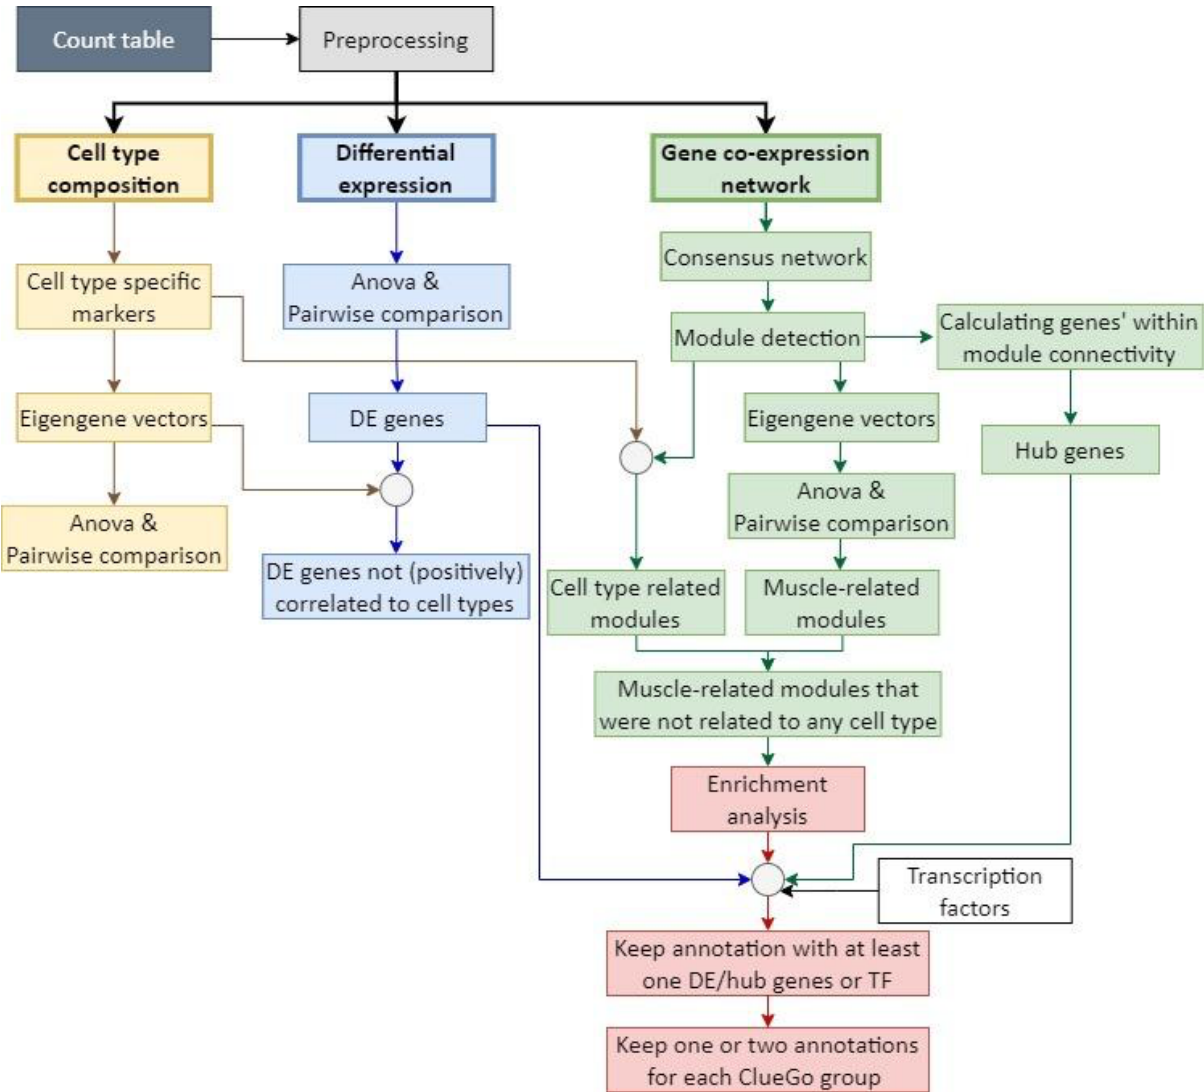 Count table
Preprocessing
Cell type
composition
Differential
expression
Gene co-expression
network
Cell type specific
markers
Anova &
Pairwise comparison
Consensus network
Module detection
Calculating genes' within
module connectivity
Eigengene vectors
DE genes
Eigengene vectors
Hub genes
Anova &
Pairwise comparison
Anova &
Pairwise comparison
DE genes not (positively)
correlated to cell types
Cell type related
modules
Muscle-related
modules
Muscle-related modules that
were not related to any cell type
Enrichment
analysis
Transcription
factors
Keep annotation with at least
one DE/hub genes or TF
Keep one or two annotations
for each ClueGo group